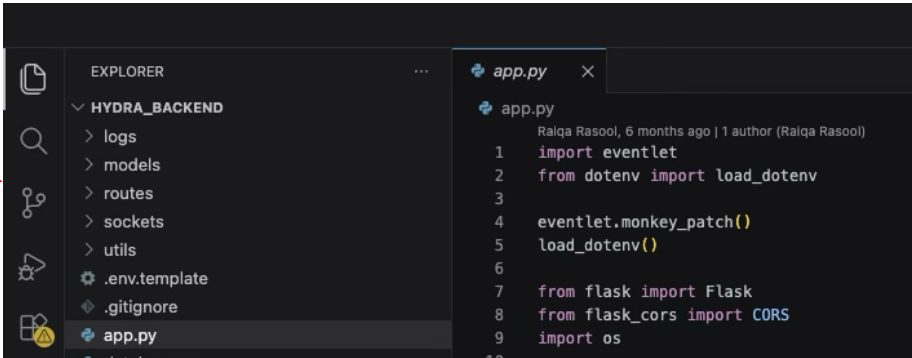 EXPLORER
HYDRA_BACKEND
logs
models
routes
sockets
utils
.env.template
.gitignore
app.py
app.py
app.py
Raiqa Rasool, 6 months ago | 1 author (Raiqa Rasool)
1 import eventlet
2 from dotenv import load_dotenv
3
4 eventlet.monkey_patch()
5 load_dotenv()
6
7 from flask import Flask
8 from flask_cors import CORS
9 import os